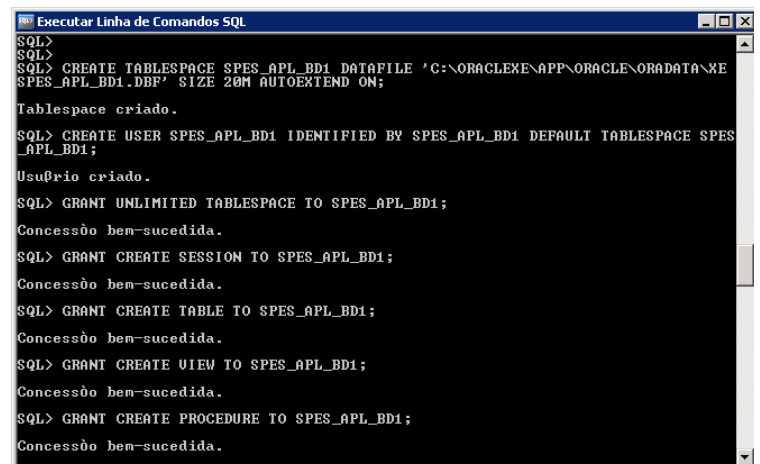 Executar Linha de Comandos SQL
SQL>
SQL>
SQL> CREATE TABLESPACE SPES_APL_BD1 DATAFILE 'C:\ORACLEXE\APP\ORACLE\ORADATA\XE
SPES_APL_BD1.DBF' SIZE 20M AUTOEXTEND ON;
Tablespace criado.
SQL> CREATE USER SPES_APL_BD1 IDENTIFIED BY SPES_APL_BD1 DEFAULT TABLESPACE SPES
_APL_BD1;
Usußrio criado.
SQL> GRANT UNLIMITED TABLESPACE TO SPES_APL_BD1;
Concessòo bem-sucedida.
SQL> GRANT CREATE SESSION TO SPES_APL_BD1;
Concessòo bem-sucedida.
SQL> GRANT CREATE TABLE TO SPES_APL_BD1;
Concessòo bem-sucedida.
SQL> GRANT CREATE VIEW TO SPES_APL_BD1;
Concessòo bem-sucedida.
SQL> GRANT CREATE PROCEDURE TO SPES_APL_BD1;
Concessòo bem-sucedida.